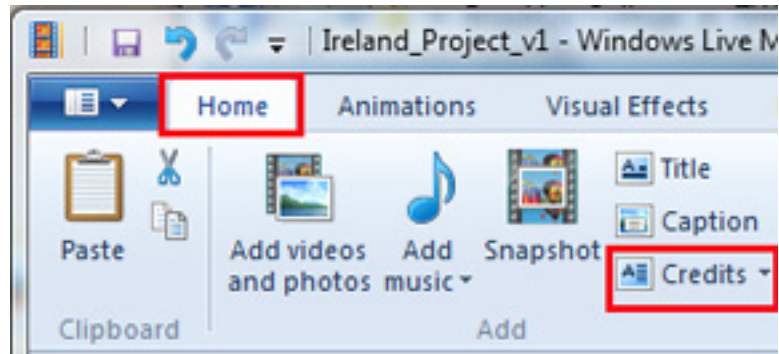 Ireland_Project_v1 - Windows Live M
Home Animations Visual Effects
Paste
Add videos and photos
Add music
Snapshot
Title
Caption
Credits
Clipboard
Add